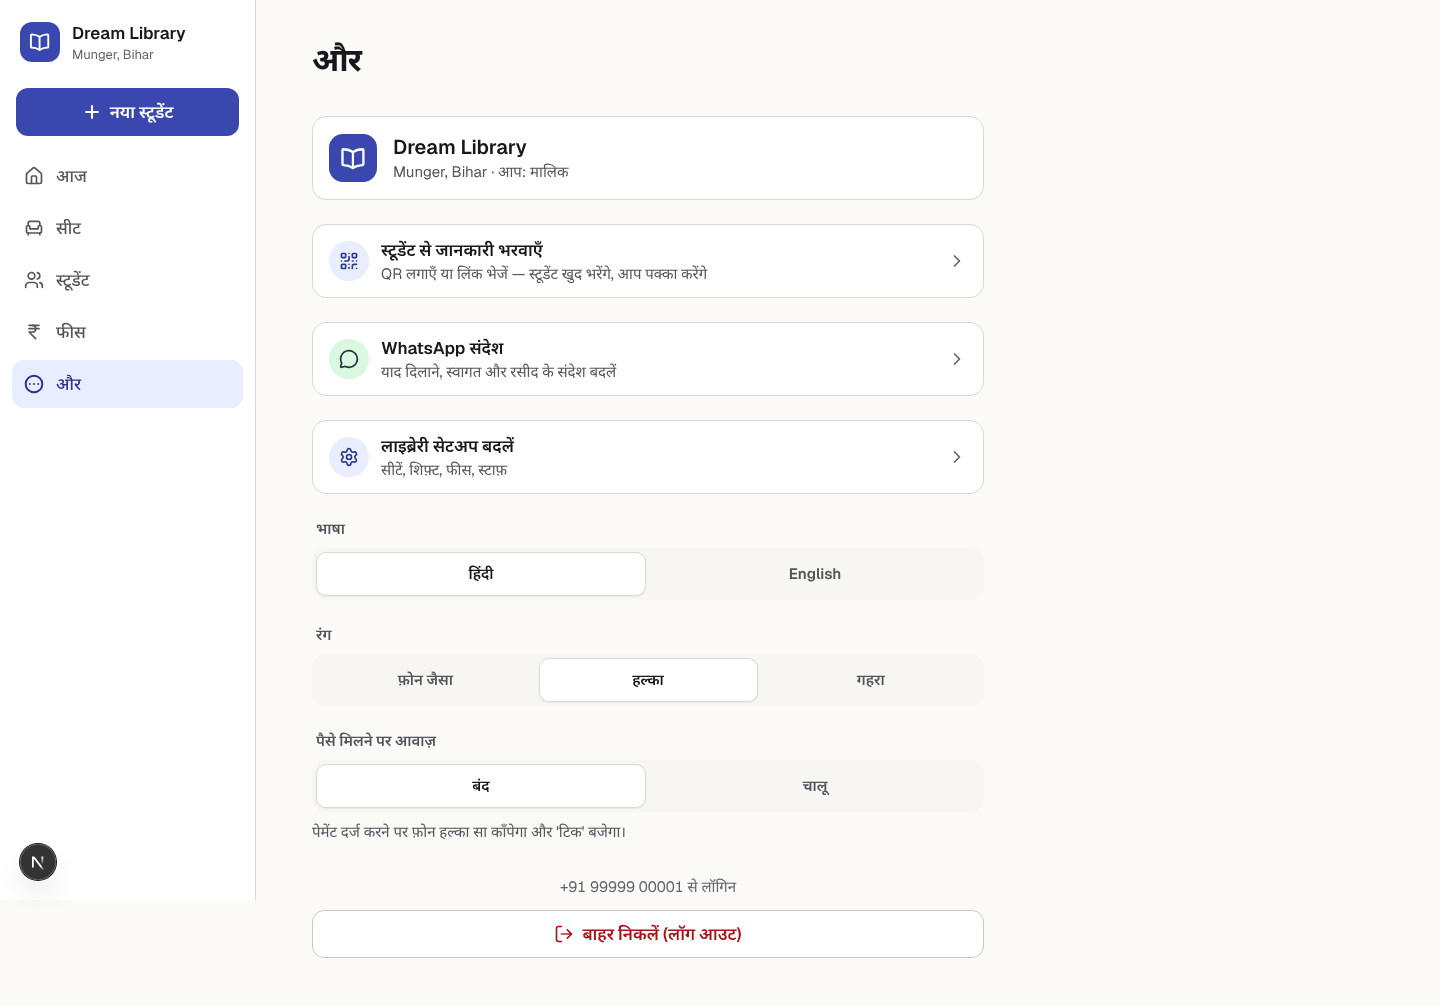 Dream Library
Munger, Bihar
नया स्टूडेंट
आज
सीट
स्टूडेंट
फीस
और
और
Dream Library
Munger, Bihar · आप: मालिक
स्टूडेंट से जानकारी भरवाएँ
QR लगाएँ या लिंक भेजें — स्टूडेंट खुद भरेंगे, आप पक्का करेंगे
WhatsApp संदेश
याद दिलाने, स्वागत और रसीद के संदेश बदलें
लाइब्रेरी सेटअप बदलें
सीटें, शिफ़्ट, फीस, स्टाफ़
भाषा
हिंदी
English
रंग
फ़ोन जैसा
हल्का
गहरा
पैसे मिलने पर आवाज़
बंद
चालू
पेमेंट दर्ज करने पर फ़ोन हल्का सा काँपेगा और 'टिक' बजेगा।
+91 99999 00001 से लॉगिन
बाहर निकलें (लॉग आउट)
N